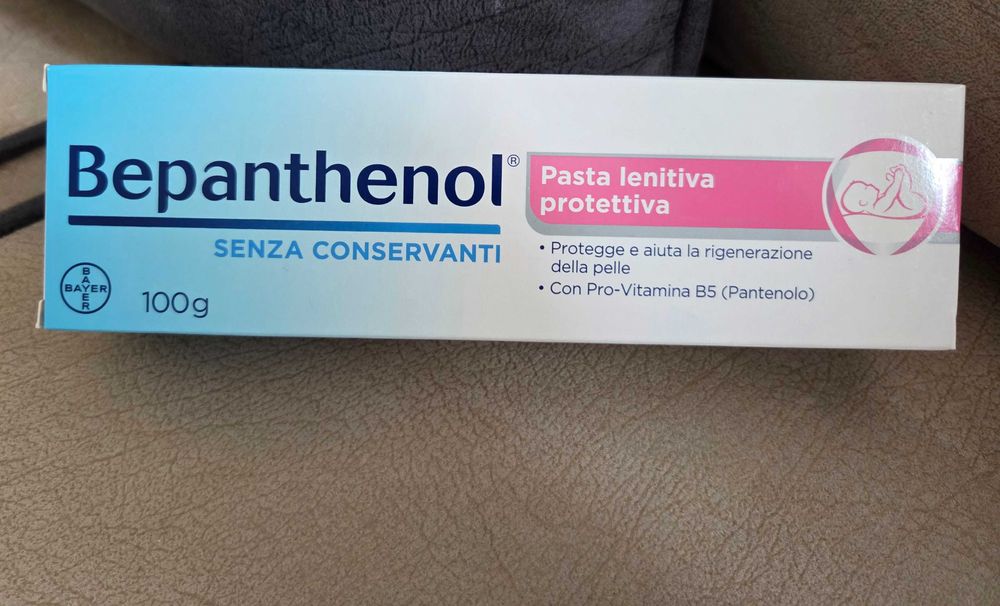 Bepanthenol®
SENZA CONSERVANTI
BAYER
BAYER
100g
Pasta lenitiva
protettiva
• Protegge e aiuta la rigenerazione
della pelle
• Con Pro-Vitamina B5 (Pantenolo)